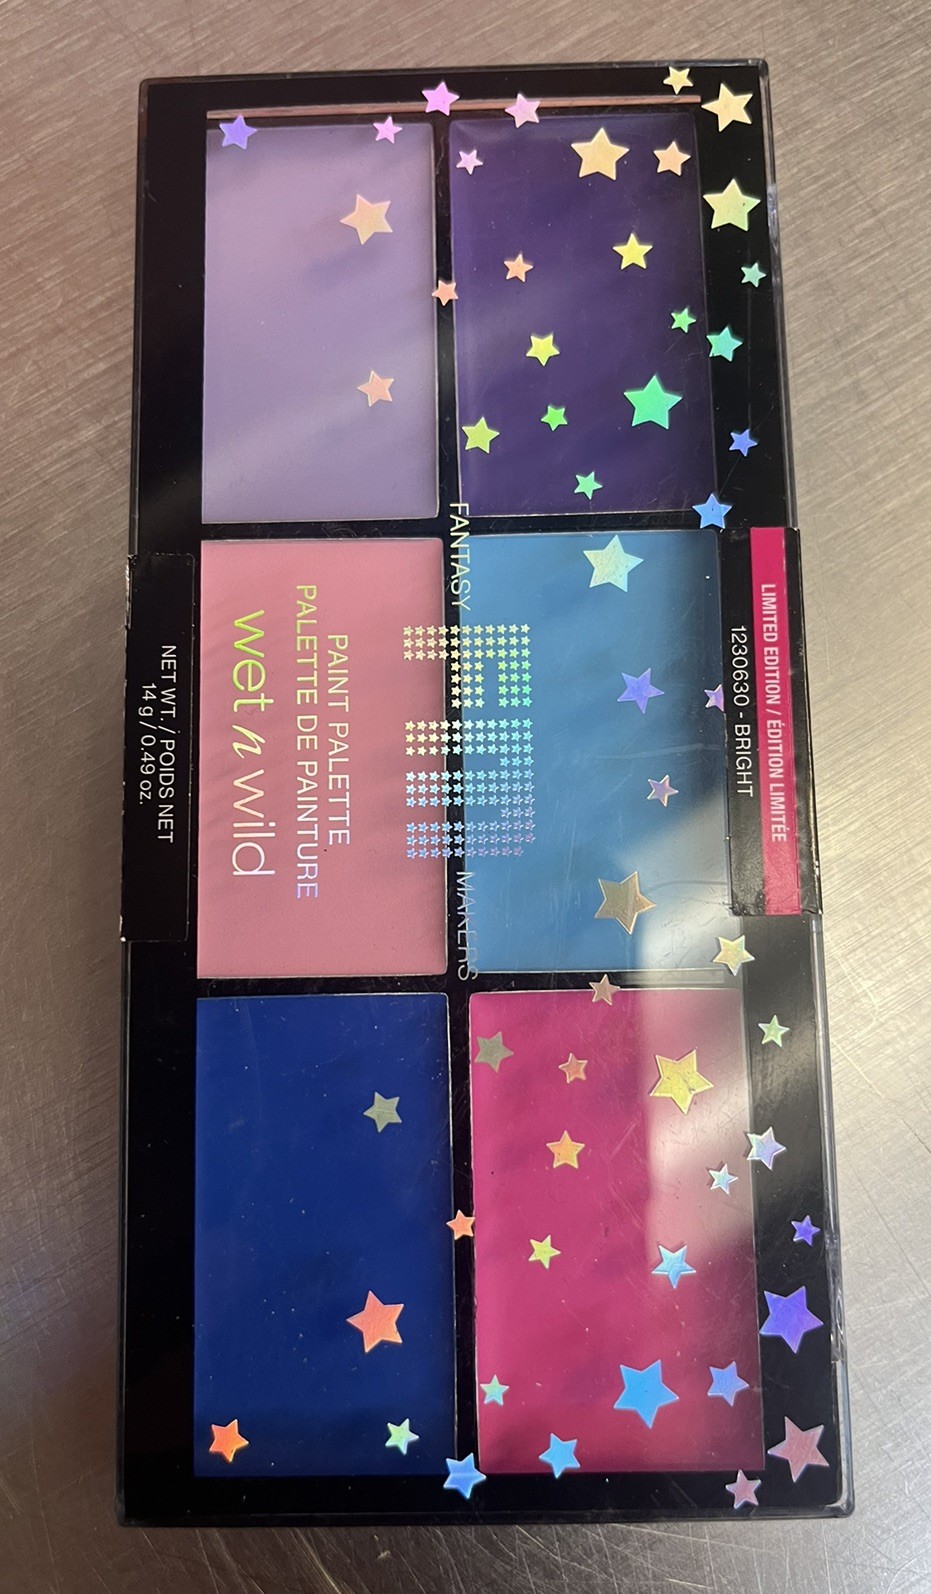 LIMITED EDITION / ÉDITION LIMITÉE
1230630 - BRIGHT
FANTASY MAKERS
PAINT PALETTE
PALETTE DE PAINTURE
wet n wild
NET WT. / POIDS NET
14 g / 0.49 oz.